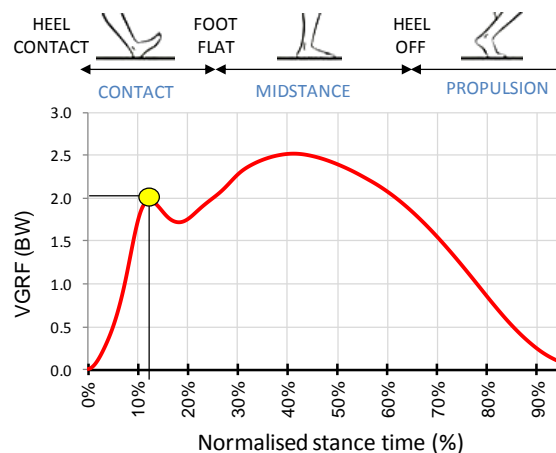 HEEL CONTACT
FOOT FLAT
HEEL OFF
CONTACT
MIDSTANCE
PROPULSION
3.0
2.5
2.0
1.5
1.0
0.5
0.0
VGRF (BW)
0%
10%
20%
30%
40%
50%
60%
70%
80%
90%
Normalised stance time (%)